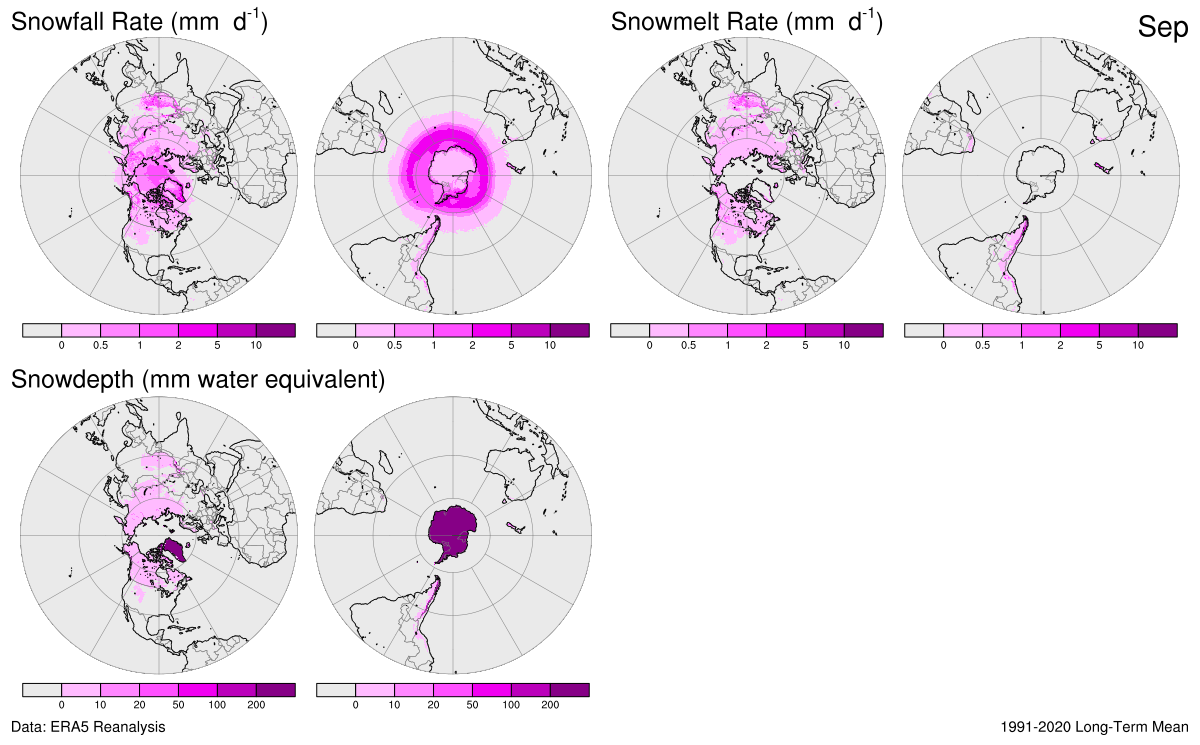 Snowfall Rate (mm d⁻¹)
Snowmelt Rate (mm d⁻¹)
Sep
0 0.5 1 2 5 10
0 0.5 1 2 5 10
0 0.5 1 2 5 10
0 0.5 1 2 5 10
Snowdepth (mm water equivalent)
0 10 20 50 100 200
0 10 20 50 100 200
Data: ERA5 Reanalysis
1991-2020 Long-Term Mean